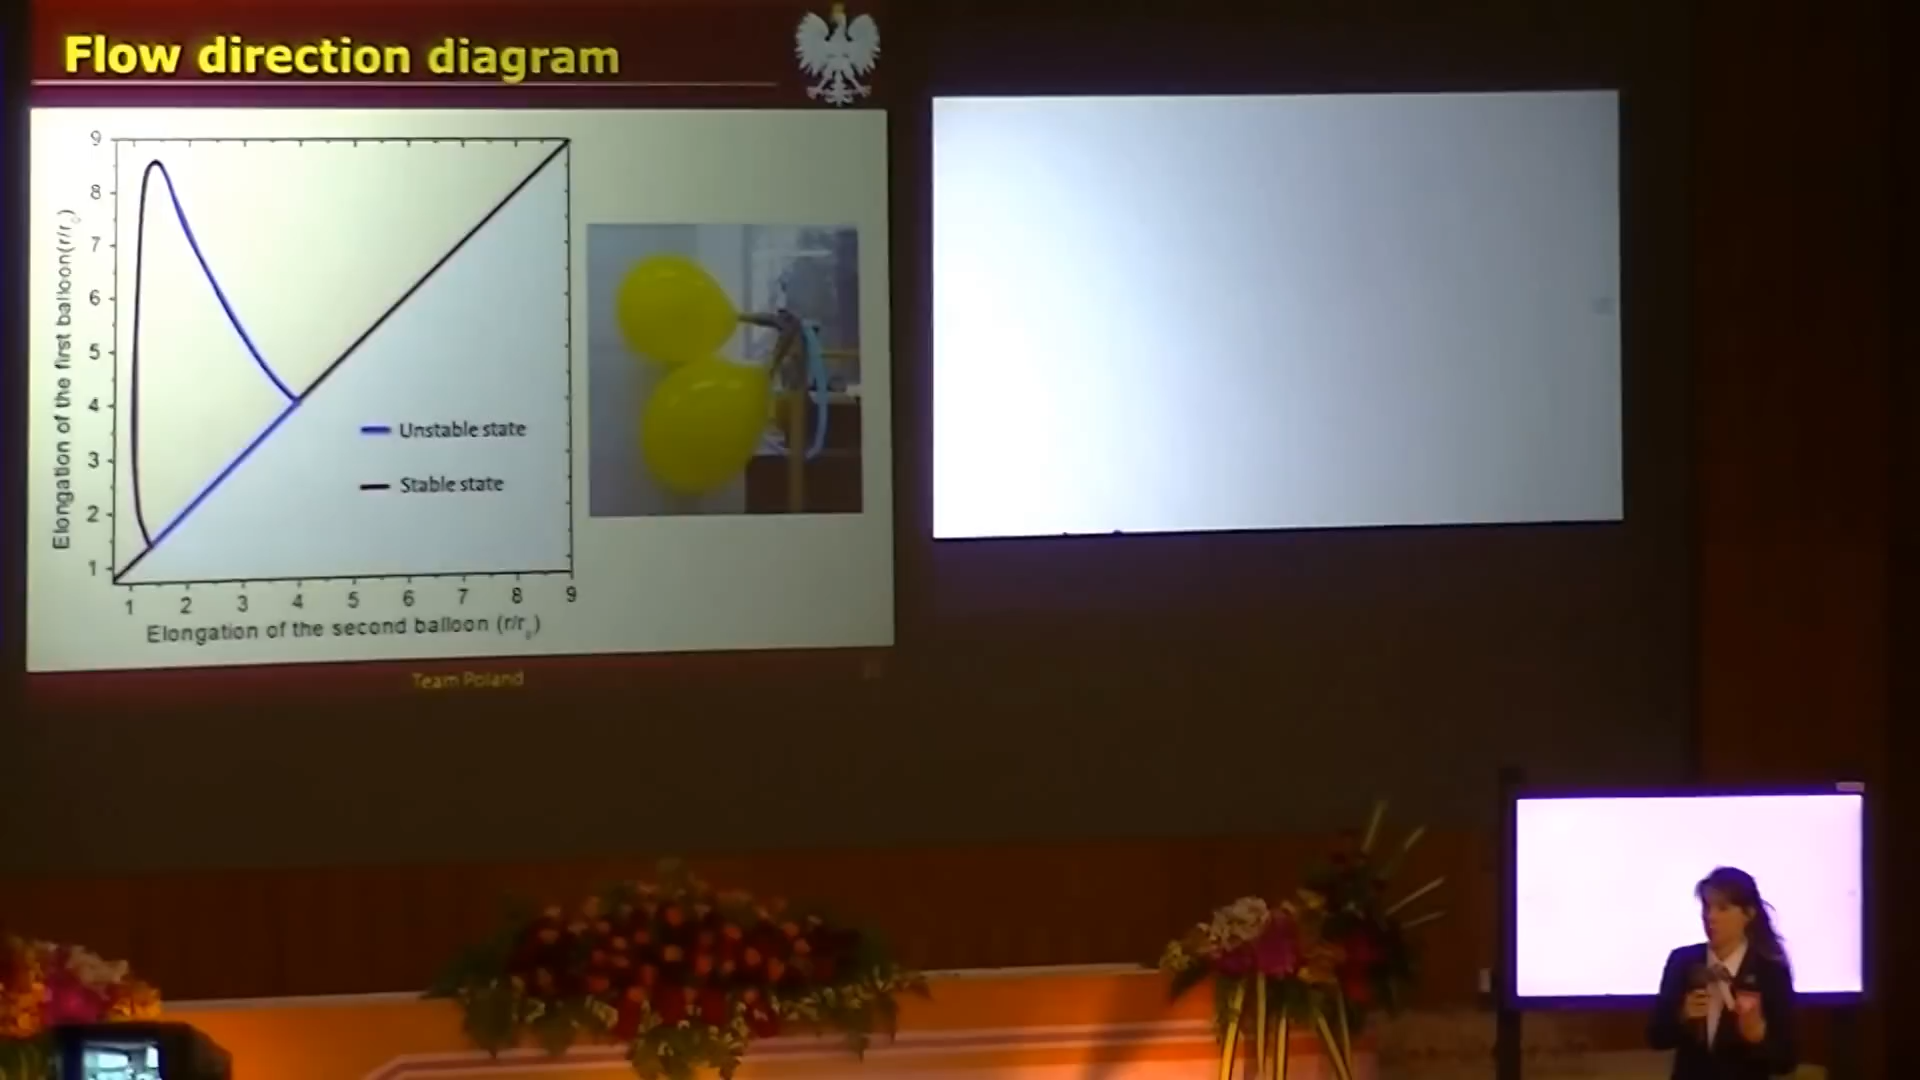 Flow direction diagram
9
8
7
6
5
4
3
2
1
Elongation of the first balloon(r/r0)
Unstable state
Stable state
1 2 3 4 5 6 7 8 9
Elongation of the second balloon (r/r0)
Team Poland